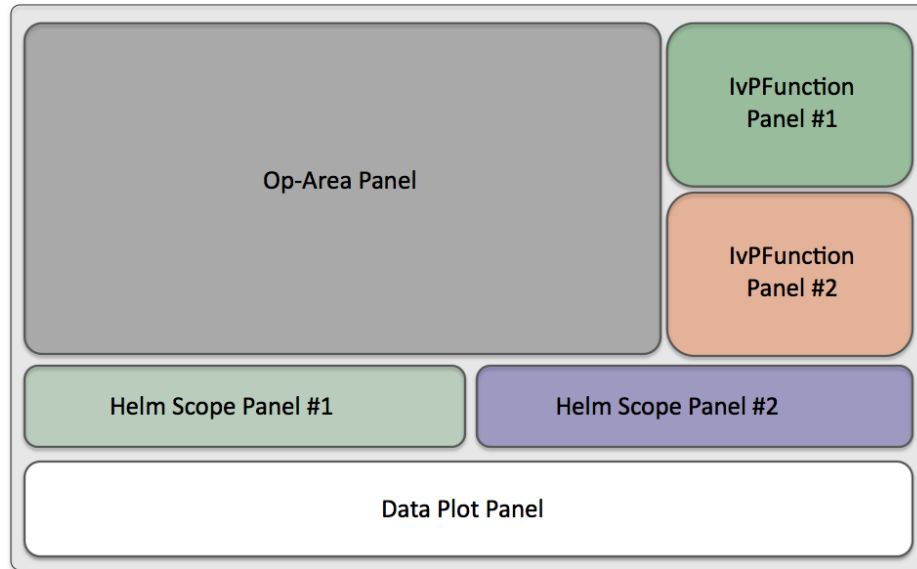 Op-Area Panel
IvPFunction
Panel #1
IvPFunction
Panel #2
Helm Scope Panel #1
Helm Scope Panel #2
Data Plot Panel